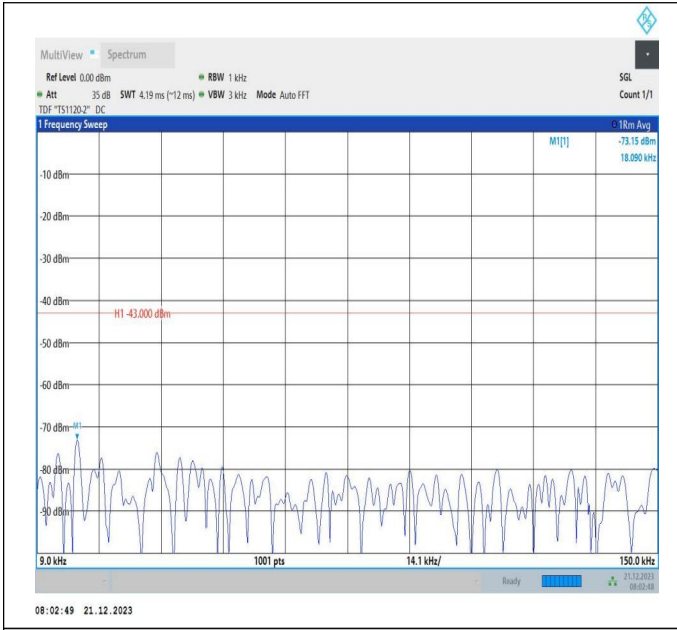 R S
MultiView Spectrum
Ref Level 0.00 dBm RBW 1 kHz SGL
Att 35 dB SWT 4.19 ms (~12 ms) VBW 3 kHz Mode Auto FFT Count 1/1
TDF "TS1120-2" DC
1 Frequency Sweep 1Rm Avg
M1[1] -73.15 dBm
18.090 kHz
-10 dBm
-20 dBm
-30 dBm
-40 dBm
H1 -43.000 dBm
-50 dBm
-60 dBm
-70 dBm M1
-80 dBm
-90 dBm
9.0 kHz 1001 pts 14.1 kHz/ 150.0 kHz
Ready 21.12.2023
08:02:48
08:02:49 21.12.2023